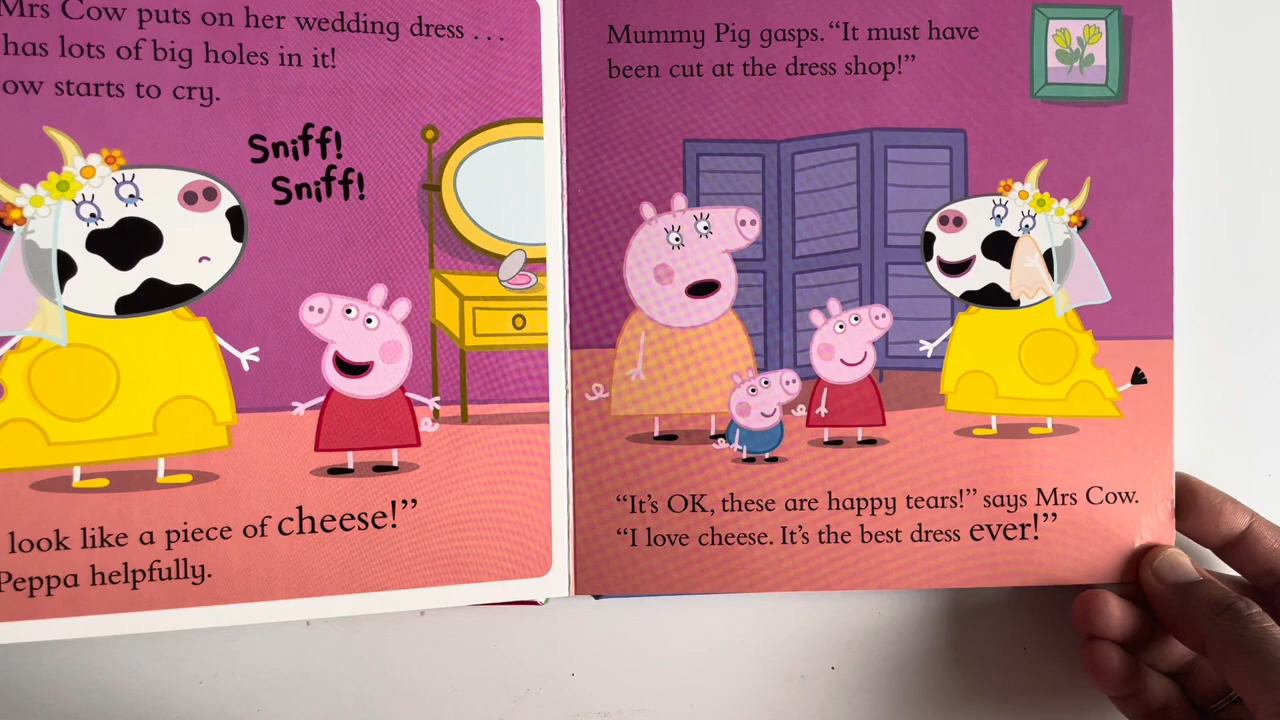 Mrs Cow puts on her wedding dress . . .
has lots of big holes in it!
ow starts to cry.
Sniff!
Sniff!
look like a piece of cheese!”
Peppa helpfully.
Mummy Pig gasps. “It must have
been cut at the dress shop!”
“It’s OK, these are happy tears!” says Mrs Cow.
“I love cheese. It’s the best dress ever!”